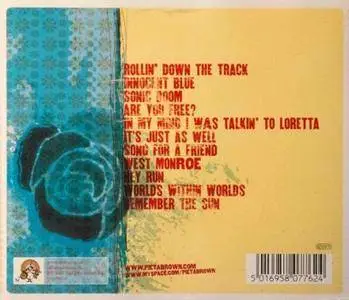 ROLLIN' DOWN THE TRACK
INNOCENT BLUE
SONIC BOOM
ARE YOU FREE?
IN MY MIND I WAS TALKIN' TO LORETTA
IT'S JUST AS WELL
SONG FOR A FRIEND
WEST MONROE
HEY RUN
WORLDS WITHIN WORLDS
REMEMBER THE SUN
WWW.PIETABROWN.COM
WWW.MYSPACE.COM/PIETABROWN
5 016958 077624